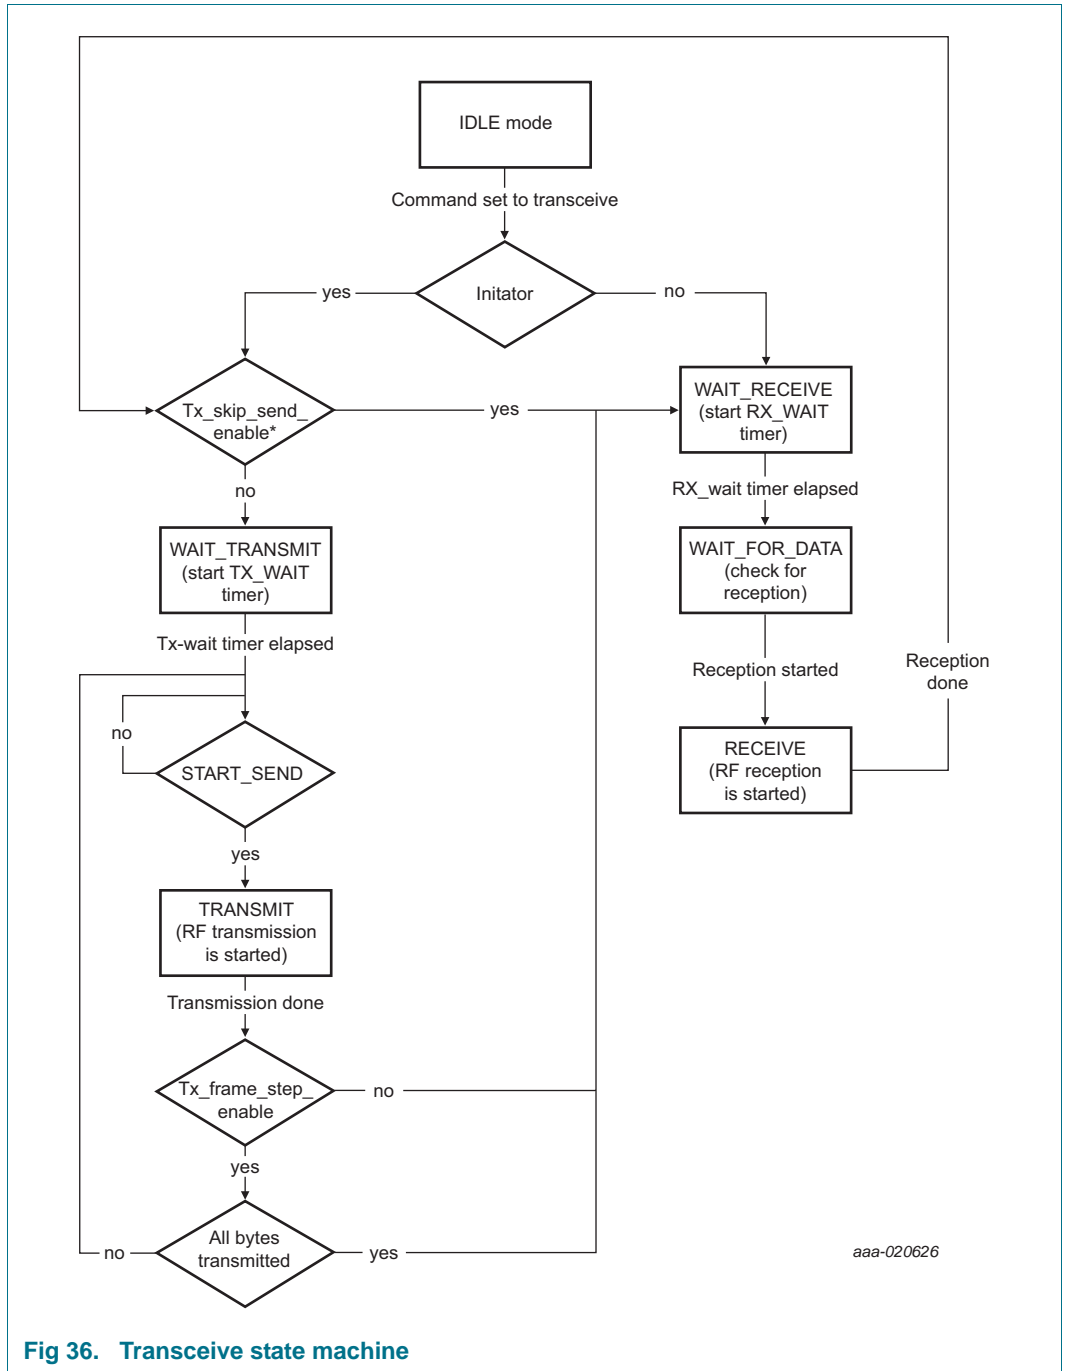 IDLE mode
Command set to transceive
Initator
yes
no
Tx_skip_send_
enable*
yes
WAIT_RECEIVE
(start RX_WAIT
timer)
no
RX_wait timer elapsed
WAIT_TRANSMIT
(start TX_WAIT
timer)
WAIT_FOR_DATA
(check for
reception)
Tx-wait timer elapsed
Reception started
Reception
done
no
START_SEND
RECEIVE
(RF reception
is started)
yes
TRANSMIT
(RF transmission
is started)
Transmission done
Tx_frame_step_
enable
no
yes
All bytes
transmitted
no
yes
aaa-020626
Fig 36. Transceive state machine